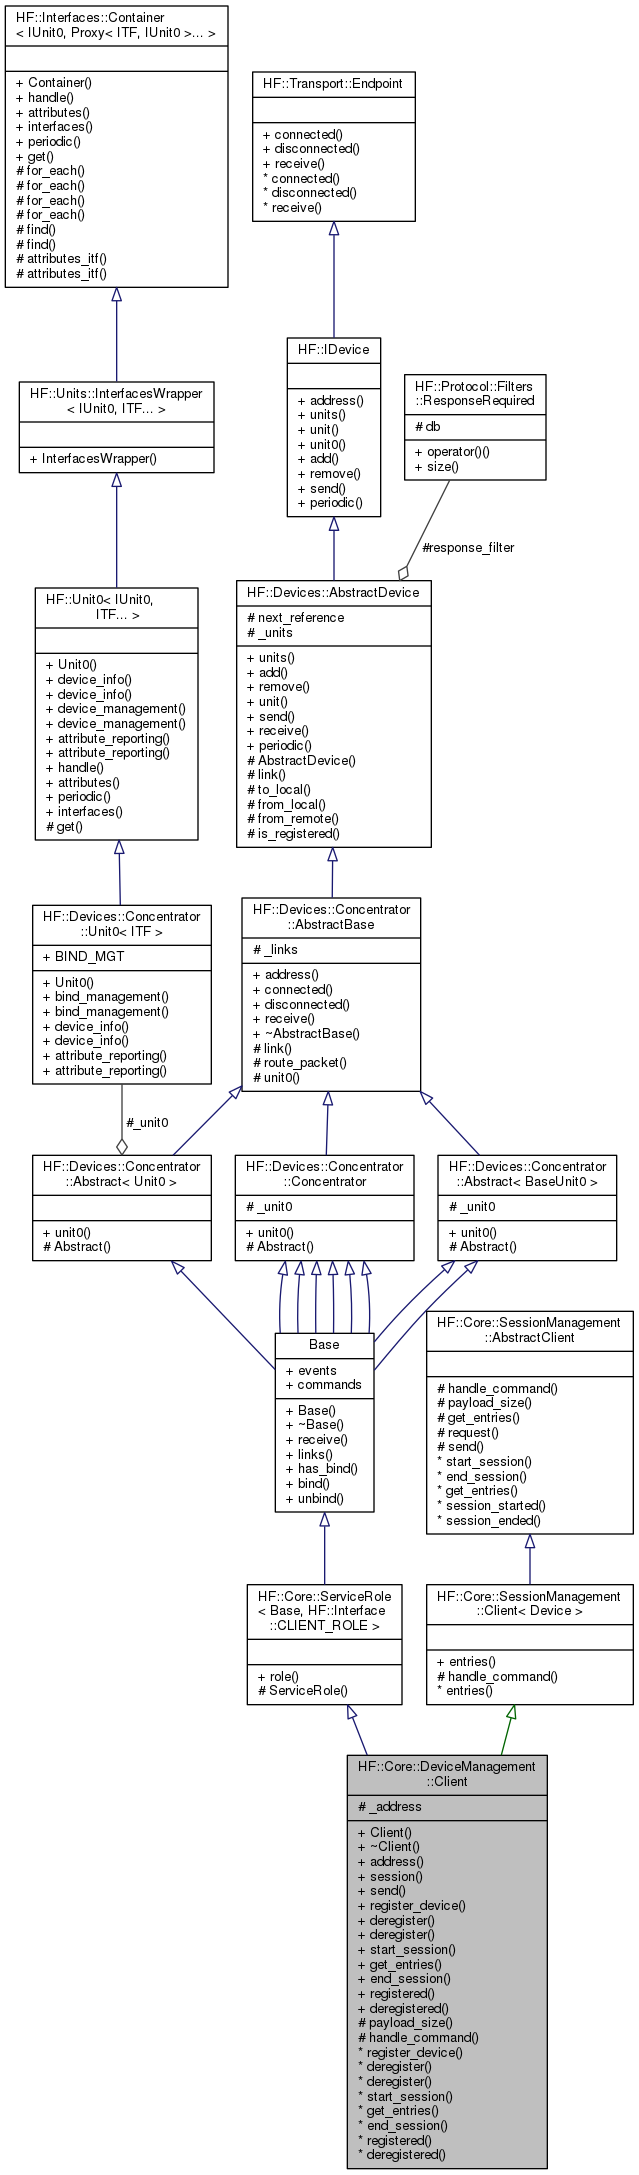 HF::Interfaces::Container
< IUnit0, Proxy< ITF, IUnit0 >... >
+ Container()
+ handle()
+ attributes()
+ interfaces()
+ periodic()
+ get()
# for_each()
# for_each()
# for_each()
# for_each()
# find()
# find()
# attributes_itf()
# attributes_itf()
HF::Transport::Endpoint
+ connected()
+ disconnected()
+ receive()
* connected()
* disconnected()
* receive()
HF::Units::InterfacesWrapper
< IUnit0, ITF... >
+ InterfacesWrapper()
HF::IDevice
+ address()
+ units()
+ unit()
+ unit0()
+ add()
+ remove()
+ send()
+ periodic()
HF::Protocol::Filters
::ResponseRequired
# db
+ operator()()
+ size()
#response_filter
HF::Unit0< IUnit0,
ITF... >
+ Unit0()
+ device_info()
+ device_info()
+ device_management()
+ device_management()
+ attribute_reporting()
+ attribute_reporting()
+ handle()
+ attributes()
+ periodic()
+ interfaces()
# get()
HF::Devices::AbstractDevice
# next_reference
# _units
+ units()
+ add()
+ remove()
+ unit()
+ send()
+ receive()
+ periodic()
# AbstractDevice()
# link()
# to_local()
# from_local()
# from_remote()
# is_registered()
HF::Devices::Concentrator
::Unit0< ITF >
+ BIND_MGT
+ Unit0()
+ bind_management()
+ bind_management()
+ device_info()
+ device_info()
+ attribute_reporting()
+ attribute_reporting()
HF::Devices::Concentrator
::AbstractBase
# _links
+ address()
+ connected()
+ disconnected()
+ receive()
+ ~AbstractBase()
# link()
# route_packet()
# unit0()
#_unit0
HF::Devices::Concentrator
::Abstract< Unit0 >
+ unit0()
# Abstract()
HF::Devices::Concentrator
::Concentrator
# _unit0
+ unit0()
# Abstract()
HF::Devices::Concentrator
::Abstract< BaseUnit0 >
# _unit0
+ unit0()
# Abstract()
Base
+ events
+ commands
+ Base()
+ ~Base()
+ receive()
+ links()
+ has_bind()
+ bind()
+ unbind()
HF::Core::SessionManagement
::AbstractClient
# handle_command()
# payload_size()
# get_entries()
# request()
# send()
* start_session()
* end_session()
* get_entries()
* session_started()
* session_ended()
HF::Core::ServiceRole
< Base, HF::Interface
::CLIENT_ROLE >
+ role()
# ServiceRole()
HF::Core::SessionManagement
::Client< Device >
+ entries()
# handle_command()
* entries()
HF::Core::DeviceManagement
::Client
# _address
+ Client()
+ ~Client()
+ address()
+ session()
+ send()
+ register_device()
+ deregister()
+ deregister()
+ start_session()
+ get_entries()
+ end_session()
+ registered()
+ deregistered()
# payload_size()
# handle_command()
* register_device()
* deregister()
* deregister()
* start_session()
* get_entries()
* end_session()
* registered()
* deregistered()